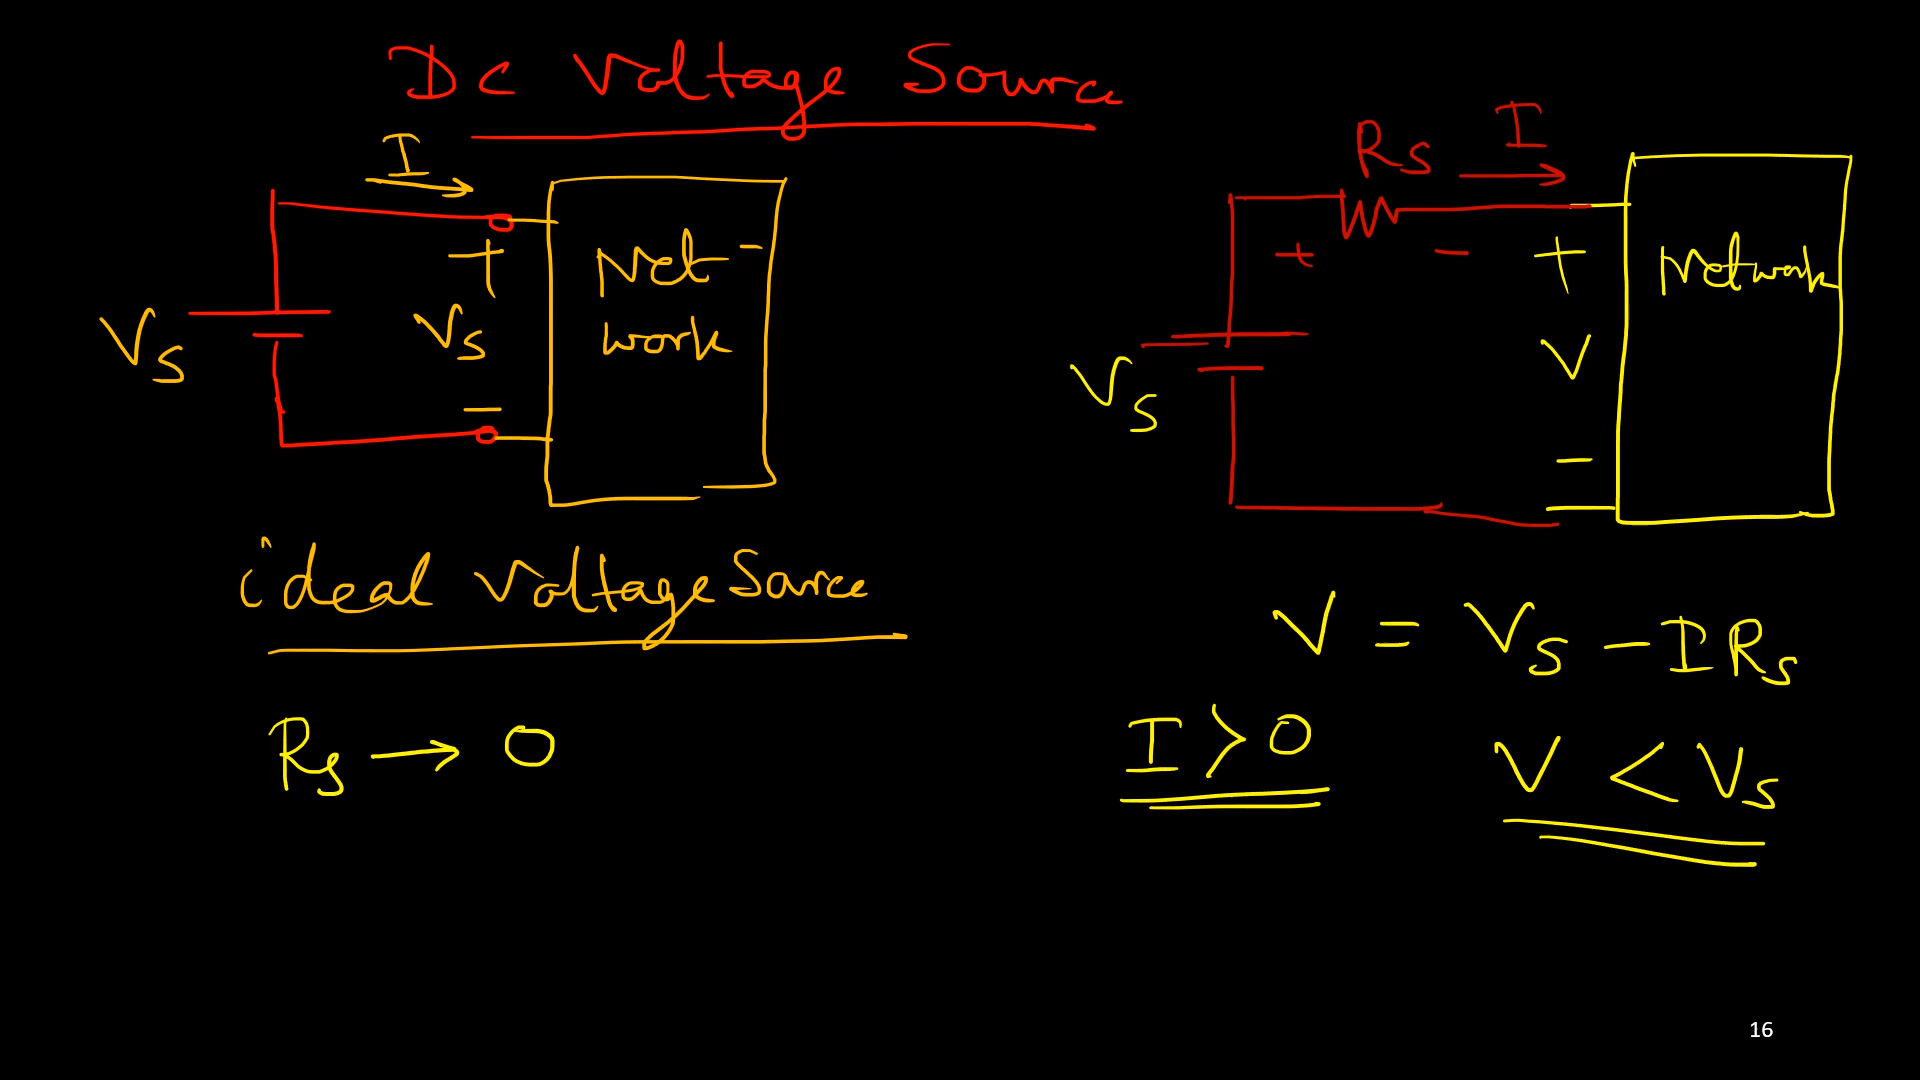 Dc Voltage Source
I
+
Vs
Vs
-
Net-
work
ideal Voltage Source
Rs → 0
Rs
I
+ -
+
Vs
V
-
Network
V = Vs - IRs
I > 0
V < Vs
16